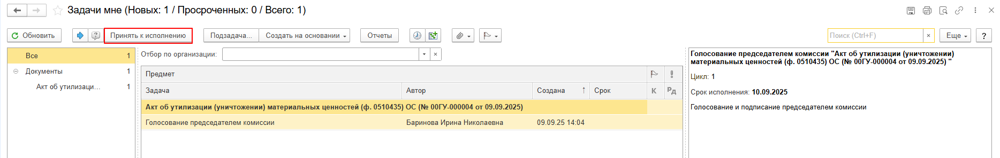 Задачи мне (Новых: 1 / Просроченных: 0 / Всего: 1)
Обновить
Принять к исполнению
Подзадача...
Создать на основании
Отчеты
Поиск (Ctrl+F)
×
Еще
?
Все 1
Документы 1
Акт об утилизаци... 1
Отбор по организации:
Предмет
Задача Автор Создана ↑ Срок К Рд
Акт об утилизации (уничтожении) материальных ценностей (ф. 0510435) ОС (№ 00ГУ-000004 от 09.09.2025)
Голосование председателем комиссии Баринова Ирина Николаевна 09.09.25 14:04
Голосование председателем комиссии "Акт об утилизации (уничтожении)
материальных ценностей (ф. 0510435) ОС (№ 00ГУ-000004 от 09.09.2025) "
Цикл: 1
Срок исполнения: 10.09.2025
Голосование и подписание председателем комиссии